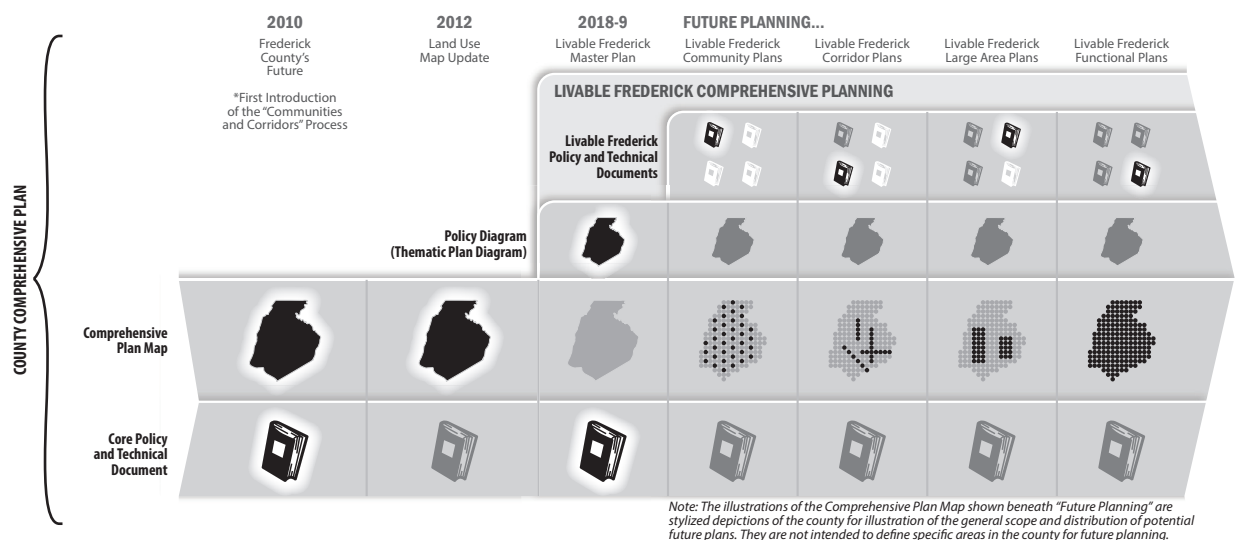 2010
Frederick
County's
Future
*First Introduction
of the "Communities
and Corridors" Process
2012
Land Use
Map Update
2018-9
Livable Frederick
Master Plan
FUTURE PLANNING...
Livable Frederick
Community Plans
Livable Frederick
Corridor Plans
Livable Frederick
Large Area Plans
Livable Frederick
Functional Plans
COUNTY COMPREHENSIVE PLAN
LIVABLE FREDERICK COMPREHENSIVE PLANNING
Livable Frederick
Policy and Technical
Documents
Policy Diagram
(Thematic Plan Diagram)
Comprehensive
Plan Map
Core Policy
and Technical
Document
Note: The illustrations of the Comprehensive Plan Map shown beneath "Future Planning" are
stylized depictions of the county for illustration of the general scope and distribution of potential
future plans. They are not intended to define specific areas in the county for future planning.